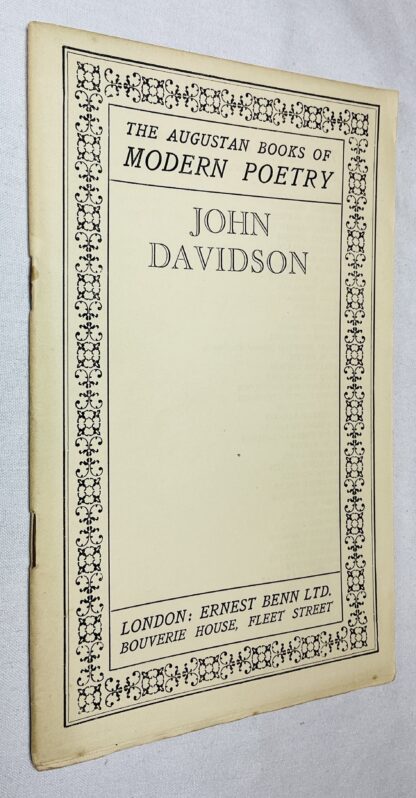 THE AUGUSTAN BOOKS OF
MODERN POETRY
JOHN
DAVIDSON
LONDON: ERNEST BENN LTD.
BOUVERIE HOUSE, FLEET STREET